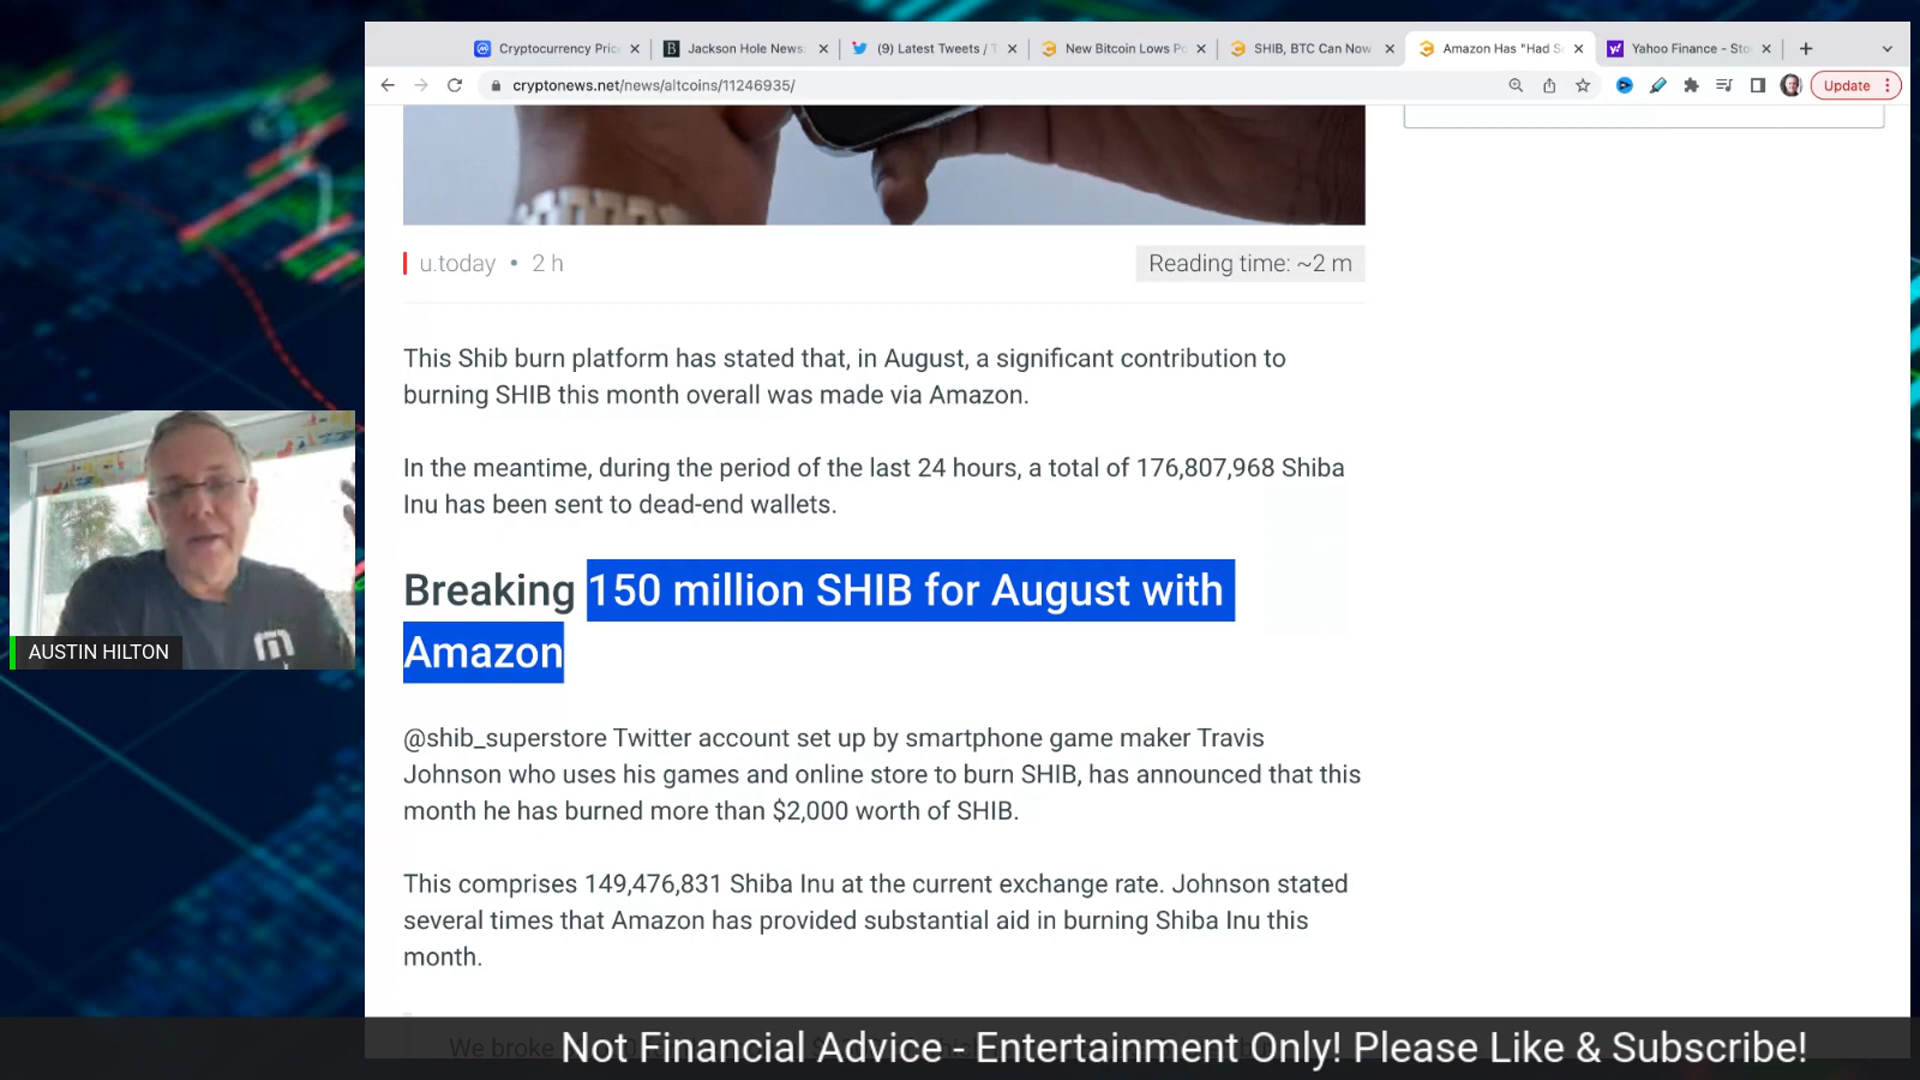 Cryptocurrency Pric
Jackson Hole News:
(9) Latest Tweets / T
New Bitcoin Lows Po
SHIB, BTC Can Now
Amazon Has "Had S
Yahoo Finance - Sto
cryptonews.net/news/altcoins/11246935/
Update
u.today • 2 h
Reading time: ~2 m
This Shib burn platform has stated that, in August, a significant contribution to
burning SHIB this month overall was made via Amazon.
In the meantime, during the period of the last 24 hours, a total of 176,807,968 Shiba
Inu has been sent to dead-end wallets.
Breaking 150 million SHIB for August with
Amazon
@shib_superstore Twitter account set up by smartphone game maker Travis
Johnson who uses his games and online store to burn SHIB, has announced that this
month he has burned more than $2,000 worth of SHIB.
This comprises 149,476,831 Shiba Inu at the current exchange rate. Johnson stated
several times that Amazon has provided substantial aid in burning Shiba Inu this
month.
AUSTIN HILTON
We broke
Not Financial Advice - Entertainment Only! Please Like & Subscribe!